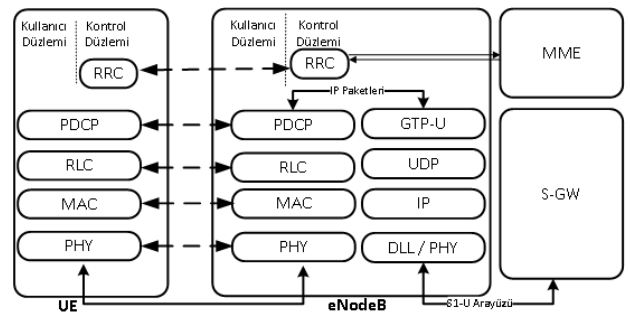 Kullanıcı Düzlemi
Kontrol Düzlemi
RRC
PDCP
RLC
MAC
PHY
UE
Kullanıcı Düzlemi
Kontrol Düzlemi
RRC
IP Paketleri
PDCP
GTP-U
RLC
UDP
MAC
IP
PHY
DLL / PHY
eNodeB
S1-U Arayüzü
MME
S-GW